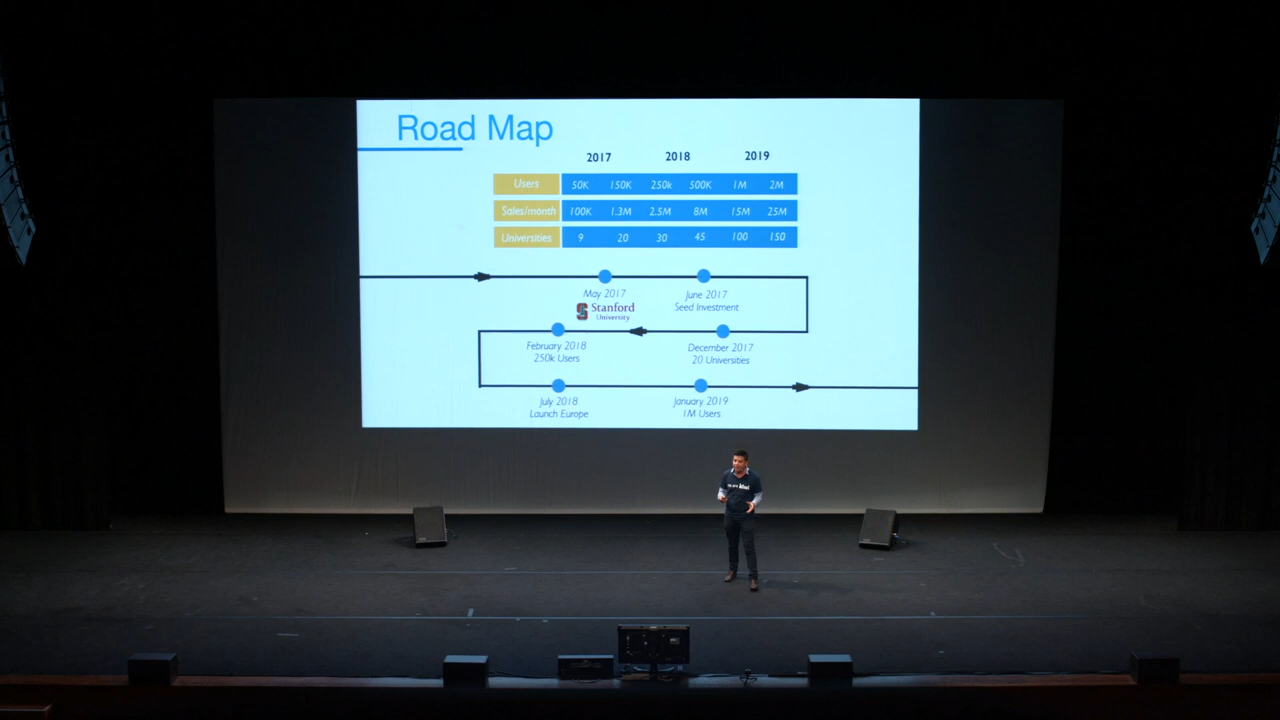 Road Map
2017 2018 2019
Users 50K 150K 250k 500K 1M 2M
Sales/month 100K 1.3M 2.5M 8M 15M 25M
Universities 9 20 30 45 100 150
May 2017
Stanford
University
June 2017
Seed Investment
February 2018
250k Users
December 2017
20 Universities
July 2018
Launch Europe
January 2019
1M Users